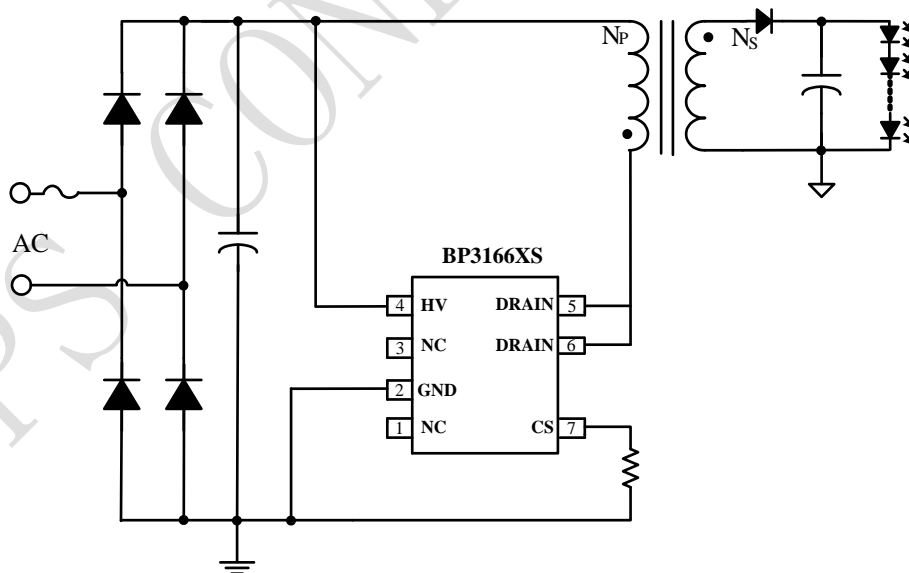 NP
NS
AC
BP3166XS
4 HV DRAIN 5
3 NC DRAIN 6
2 GND
1 NC CS 7